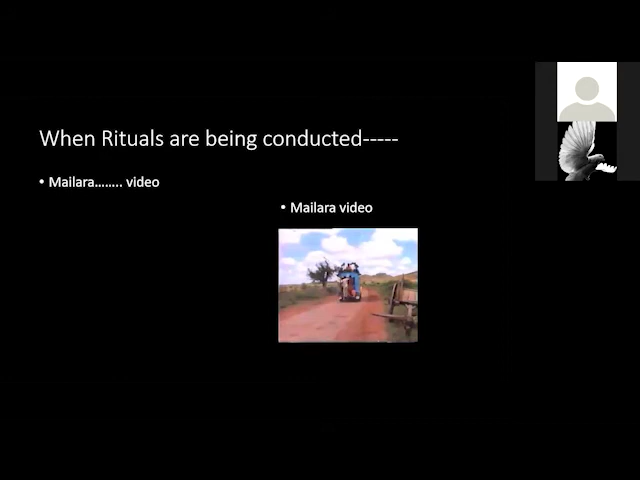 When Rituals are being conducted-----
• Mailara…….. video
• Mailara video